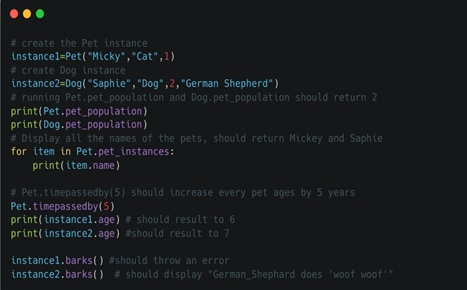 # create the Pet instance
instance1=Pet("Micky","Cat",1)
# create Dog instance
instance2=Dog("Saphie","Dog",2,"German Shepherd")
# running Pet.pet_population and Dog.pet_population should return 2
print(Pet.pet_population)
print(Dog.pet_population)
# Display all the names of the pets, should return Mickey and Saphie
for item in Pet.pet_instances:
    print(item.name)

# Pet.timepassedby(5) should increase every pet ages by 5 years
Pet.timepassedby(5)
print(instance1.age) # should result to 6
print(instance2.age) #should result to 7

instance1.barks() #should throw an error
instance2.barks()  # should display "German_Shephard does 'woof woof'"